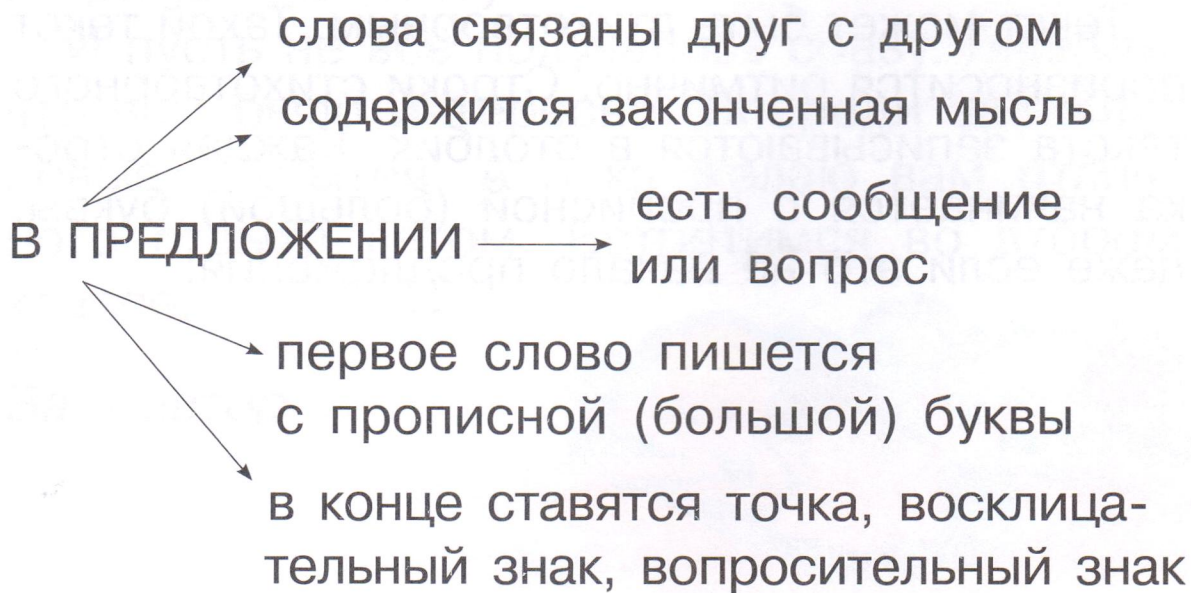 слова связаны друг с другом
содержится законченная мысль
В ПРЕДЛОЖЕНИИ
есть сообщение
или вопрос
первое слово пишется
с прописной (большой) буквы
в конце ставятся точка, восклица-
тельный знак, вопросительный знак